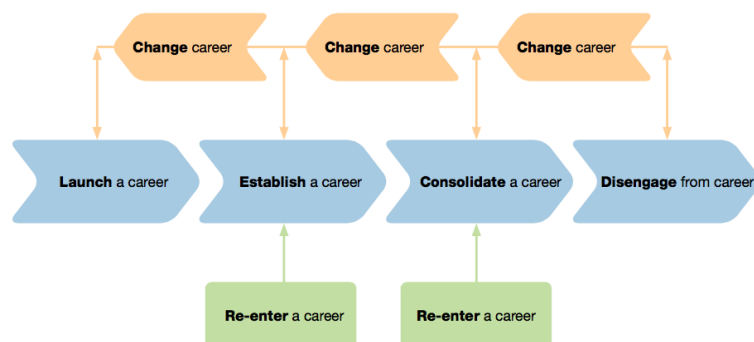 Change career
Change career
Change career
Launch a career
Establish a career
Consolidate a career
Disengage from career
Re-enter a career
Re-enter a career